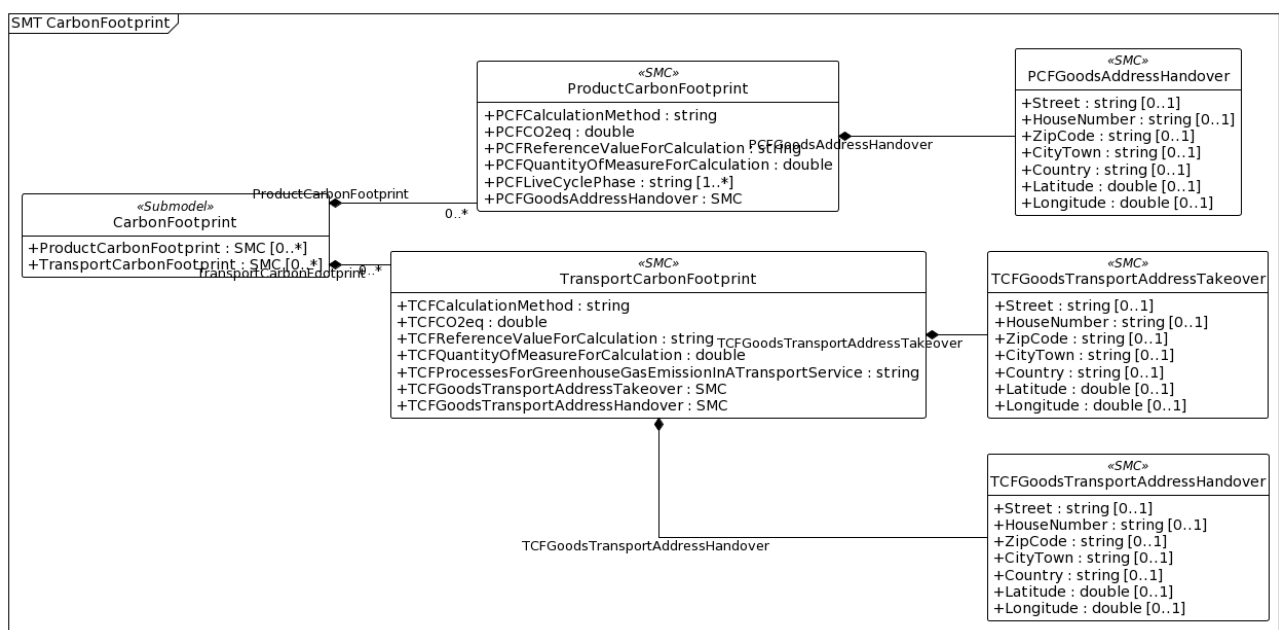 SMT CarbonFootprint
«Submodel»
CarbonFootprint
+ProductCarbonFootprint : SMC [0..*]
+TransportCarbonFootprint : SMC [0..*]
ProductCarbonFootprint
0..*
TransportCarbonFootprint
0..*
«SMC»
ProductCarbonFootprint
+PCFCalculationMethod : string
+PCFCO2eq : double
+PCFReferenceValueForCalculation : string
+PCFQuantityOfMeasureForCalculation : double
+PCFLiveCyclePhase : string [1..*]
+PCFGoodsAddressHandover : SMC
PCFGoodsAddressHandover
«SMC»
PCFGoodsAddressHandover
+Street : string [0..1]
+HouseNumber : string [0..1]
+ZipCode : string [0..1]
+CityTown : string [0..1]
+Country : string [0..1]
+Latitude : double [0..1]
+Longitude : double [0..1]
«SMC»
TransportCarbonFootprint
+TCFCalculationMethod : string
+TCFCO2eq : double
+TCFReferenceValueForCalculation : string
+TCFQuantityOfMeasureForCalculation : double
+TCFProcessesForGreenhouseGasEmissionInATransportService : string
+TCFGoodsTransportAddressTakeover : SMC
+TCFGoodsTransportAddressHandover : SMC
TCFGoodsTransportAddressTakeover
«SMC»
TCFGoodsTransportAddressTakeover
+Street : string [0..1]
+HouseNumber : string [0..1]
+ZipCode : string [0..1]
+CityTown : string [0..1]
+Country : string [0..1]
+Latitude : double [0..1]
+Longitude : double [0..1]
TCFGoodsTransportAddressHandover
«SMC»
TCFGoodsTransportAddressHandover
+Street : string [0..1]
+HouseNumber : string [0..1]
+ZipCode : string [0..1]
+CityTown : string [0..1]
+Country : string [0..1]
+Latitude : double [0..1]
+Longitude : double [0..1]